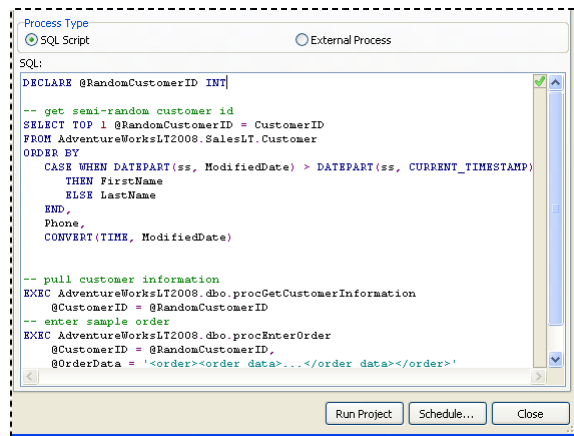 Process Type
SQL Script
External Process
SQL:
DECLARE @RandomCustomerID INT
-- get semi-random customer id
SELECT TOP 1 @RandomCustomerID = CustomerID
FROM AdventureWorksLT2008.SalesLT.Customer
ORDER BY
CASE WHEN DATEPART(ss, ModifiedDate) > DATEPART(ss, CURRENT_TIMESTAMP)
THEN FirstName
ELSE LastName
END,
Phone,
CONVERT(TIME, ModifiedDate)
-- pull customer information
EXEC AdventureWorksLT2008.dbo.procGetCustomerInformation
@CustomerID = @RandomCustomerID
-- enter sample order
EXEC AdventureWorksLT2008.dbo.procEnterOrder
@CustomerID = @RandomCustomerID,
@OrderData = '<order><order data>...</order data></order>'
Run Project
Schedule...
Close